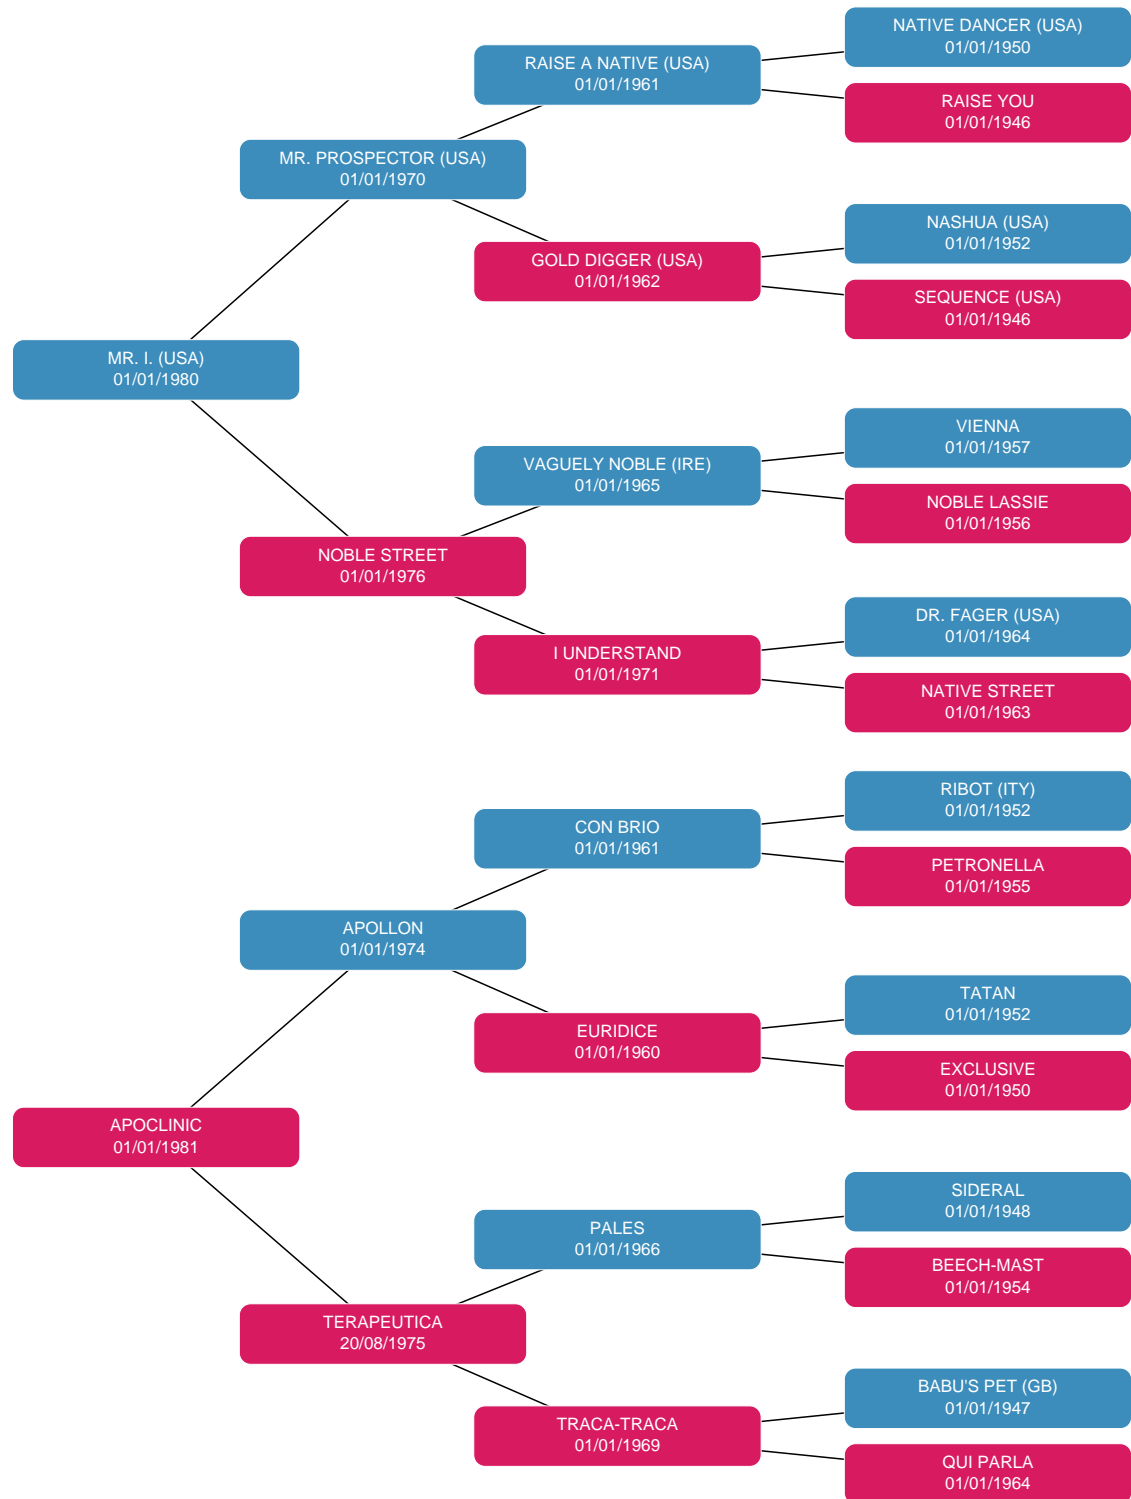 NATIVE DANCER (USA)
01/01/1950
RAISE A NATIVE (USA)
01/01/1961
RAISE YOU
01/01/1946
MR. PROSPECTOR (USA)
01/01/1970
NASHUA (USA)
01/01/1952
GOLD DIGGER (USA)
01/01/1962
SEQUENCE (USA)
01/01/1946
MR. I. (USA)
01/01/1980
VIENNA
01/01/1957
VAGUELY NOBLE (IRE)
01/01/1965
NOBLE LASSIE
01/01/1956
NOBLE STREET
01/01/1976
DR. FAGER (USA)
01/01/1964
I UNDERSTAND
01/01/1971
NATIVE STREET
01/01/1963
RIBOT (ITY)
01/01/1952
CON BRIO
01/01/1961
PETRONELLA
01/01/1955
APOLLON
01/01/1974
TATAN
01/01/1952
EURIDICE
01/01/1960
EXCLUSIVE
01/01/1950
APOCLINIC
01/01/1981
SIDERAL
01/01/1948
PALES
01/01/1966
BEECH-MAST
01/01/1954
TERAPEUTICA
20/08/1975
BABU'S PET (GB)
01/01/1947
TRACA-TRACA
01/01/1969
QUI PARLA
01/01/1964